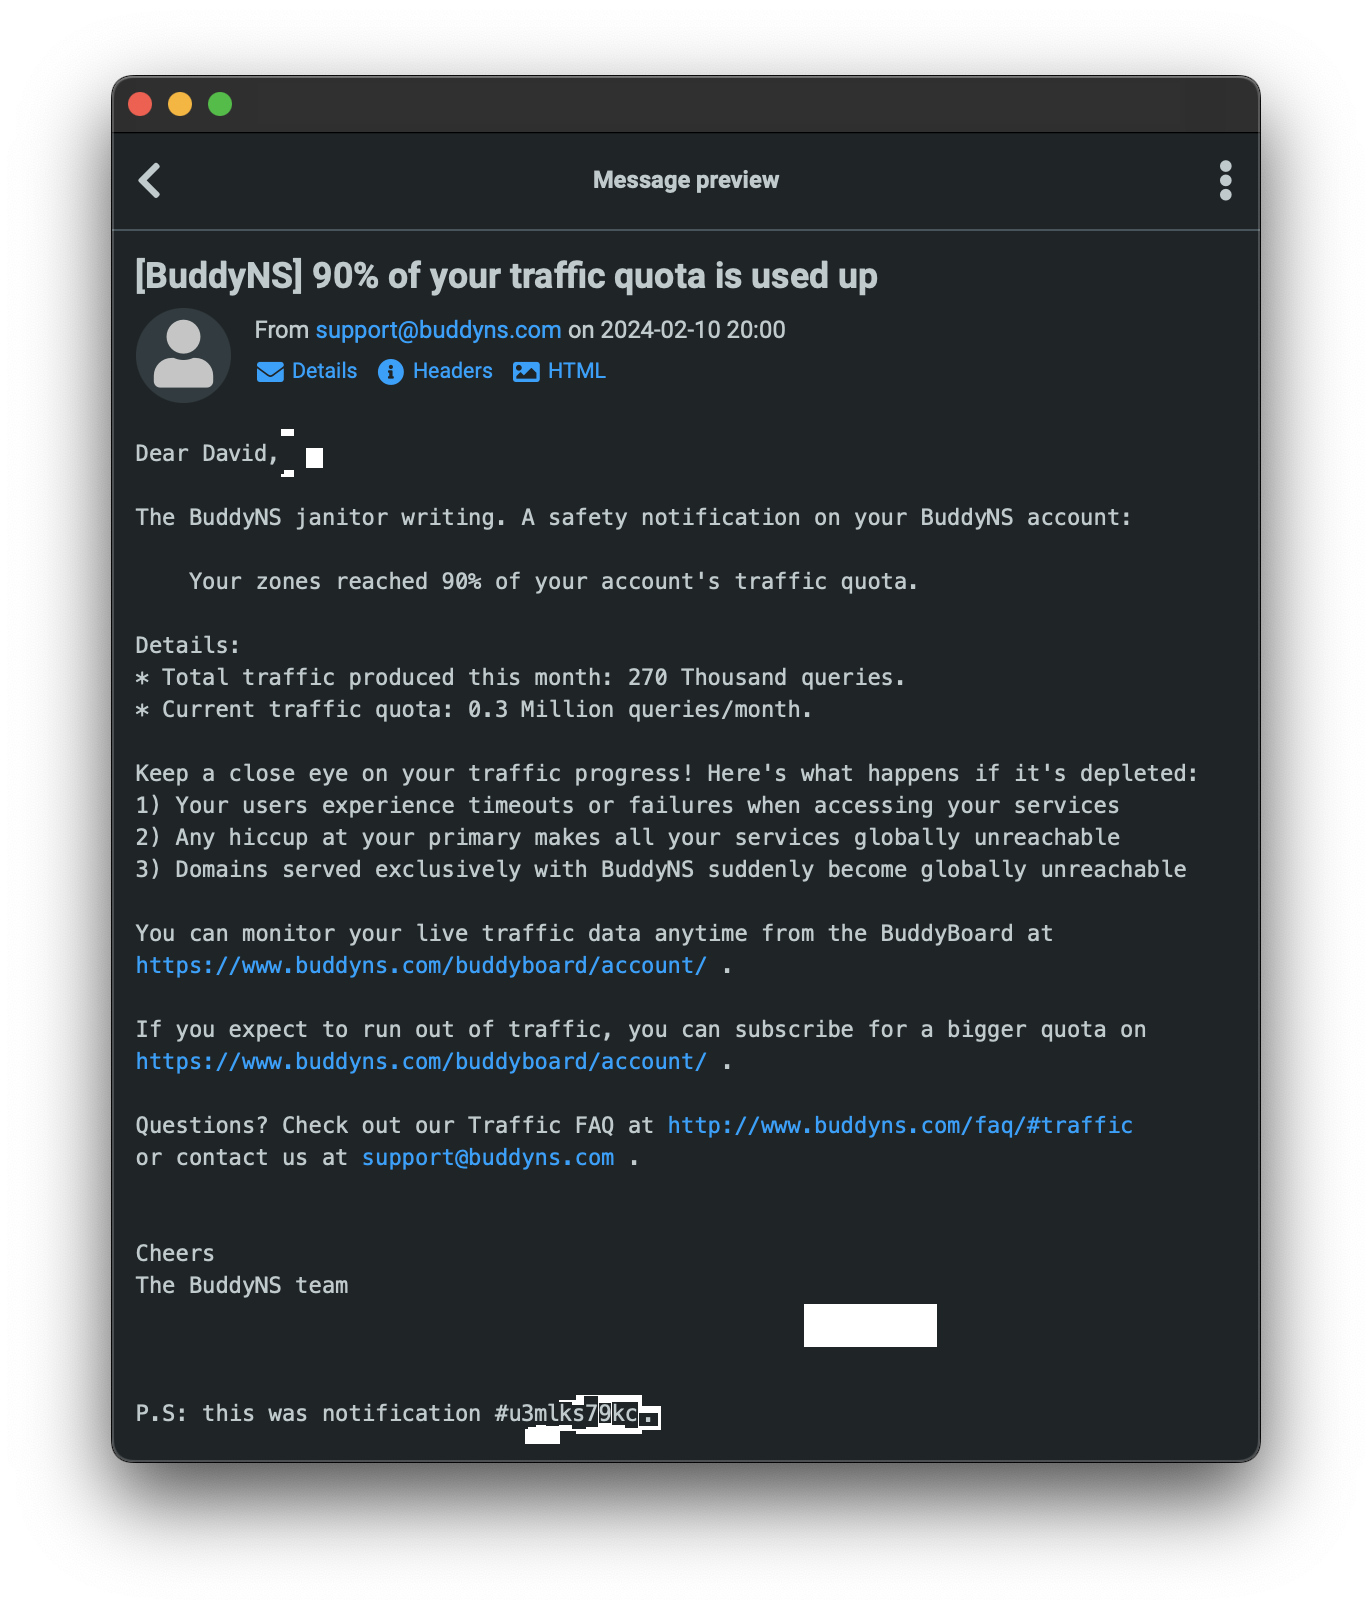 Message preview
[BuddyNS] 90% of your traffic quota is used up
From support@buddyns.com on 2024-02-10 20:00
Details Headers HTML
Dear David,
The BuddyNS janitor writing. A safety notification on your BuddyNS account:
Your zones reached 90% of your account's traffic quota.
Details:
* Total traffic produced this month: 270 Thousand queries.
* Current traffic quota: 0.3 Million queries/month.
Keep a close eye on your traffic progress! Here's what happens if it's depleted:
1) Your users experience timeouts or failures when accessing your services
2) Any hiccup at your primary makes all your services globally unreachable
3) Domains served exclusively with BuddyNS suddenly become globally unreachable
You can monitor your live traffic data anytime from the BuddyBoard at
https://www.buddyns.com/buddyboard/account/ .
If you expect to run out of traffic, you can subscribe for a bigger quota on
https://www.buddyns.com/buddyboard/account/ .
Questions? Check out our Traffic FAQ at http://www.buddyns.com/faq/#traffic
or contact us at support@buddyns.com .
Cheers
The BuddyNS team
P.S: this was notification #u3mlks79kc.